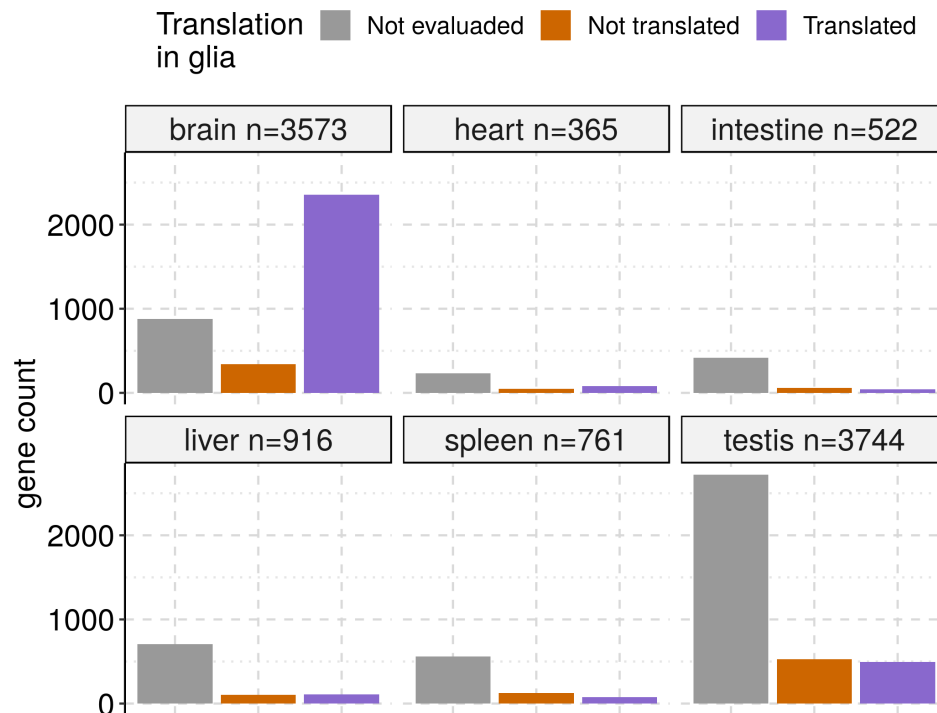 Translation in glia
Not evaluaded
Not translated
Translated
brain n=3573
heart n=365
intestine n=522
2000
1000
0
gene count
liver n=916
spleen n=761
testis n=3744
2000
1000
0